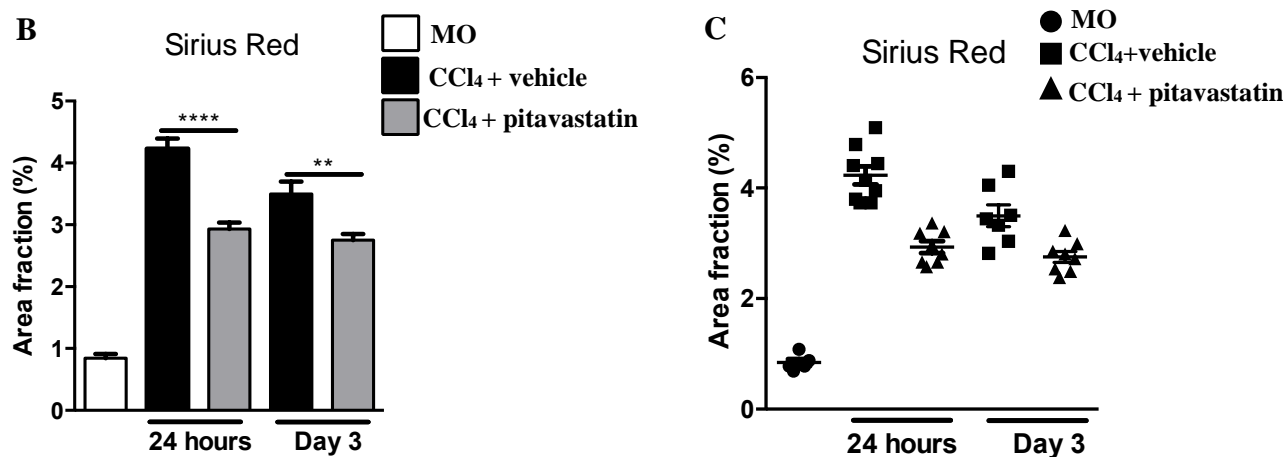 B
Sirius Red
MO
CCl₄ + vehicle
CCl₄ + pitavastatin
Area fraction (%)
5
4
3
2
1
0
****
**
24 hours
Day 3
C
Sirius Red
MO
CCl₄+vehicle
CCl₄ + pitavastatin
Area fraction (%)
6
4
2
0
24 hours
Day 3